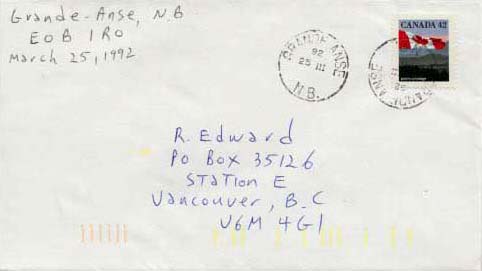 Grande-Anse, N.B
E0B 1R0
March 25, 1992
CANADA 42
GRANDE ANSE
92
25 III
N.B.
R. Edward
PO Box 35126
Station E
Vancouver, B.C
V6M 4G1